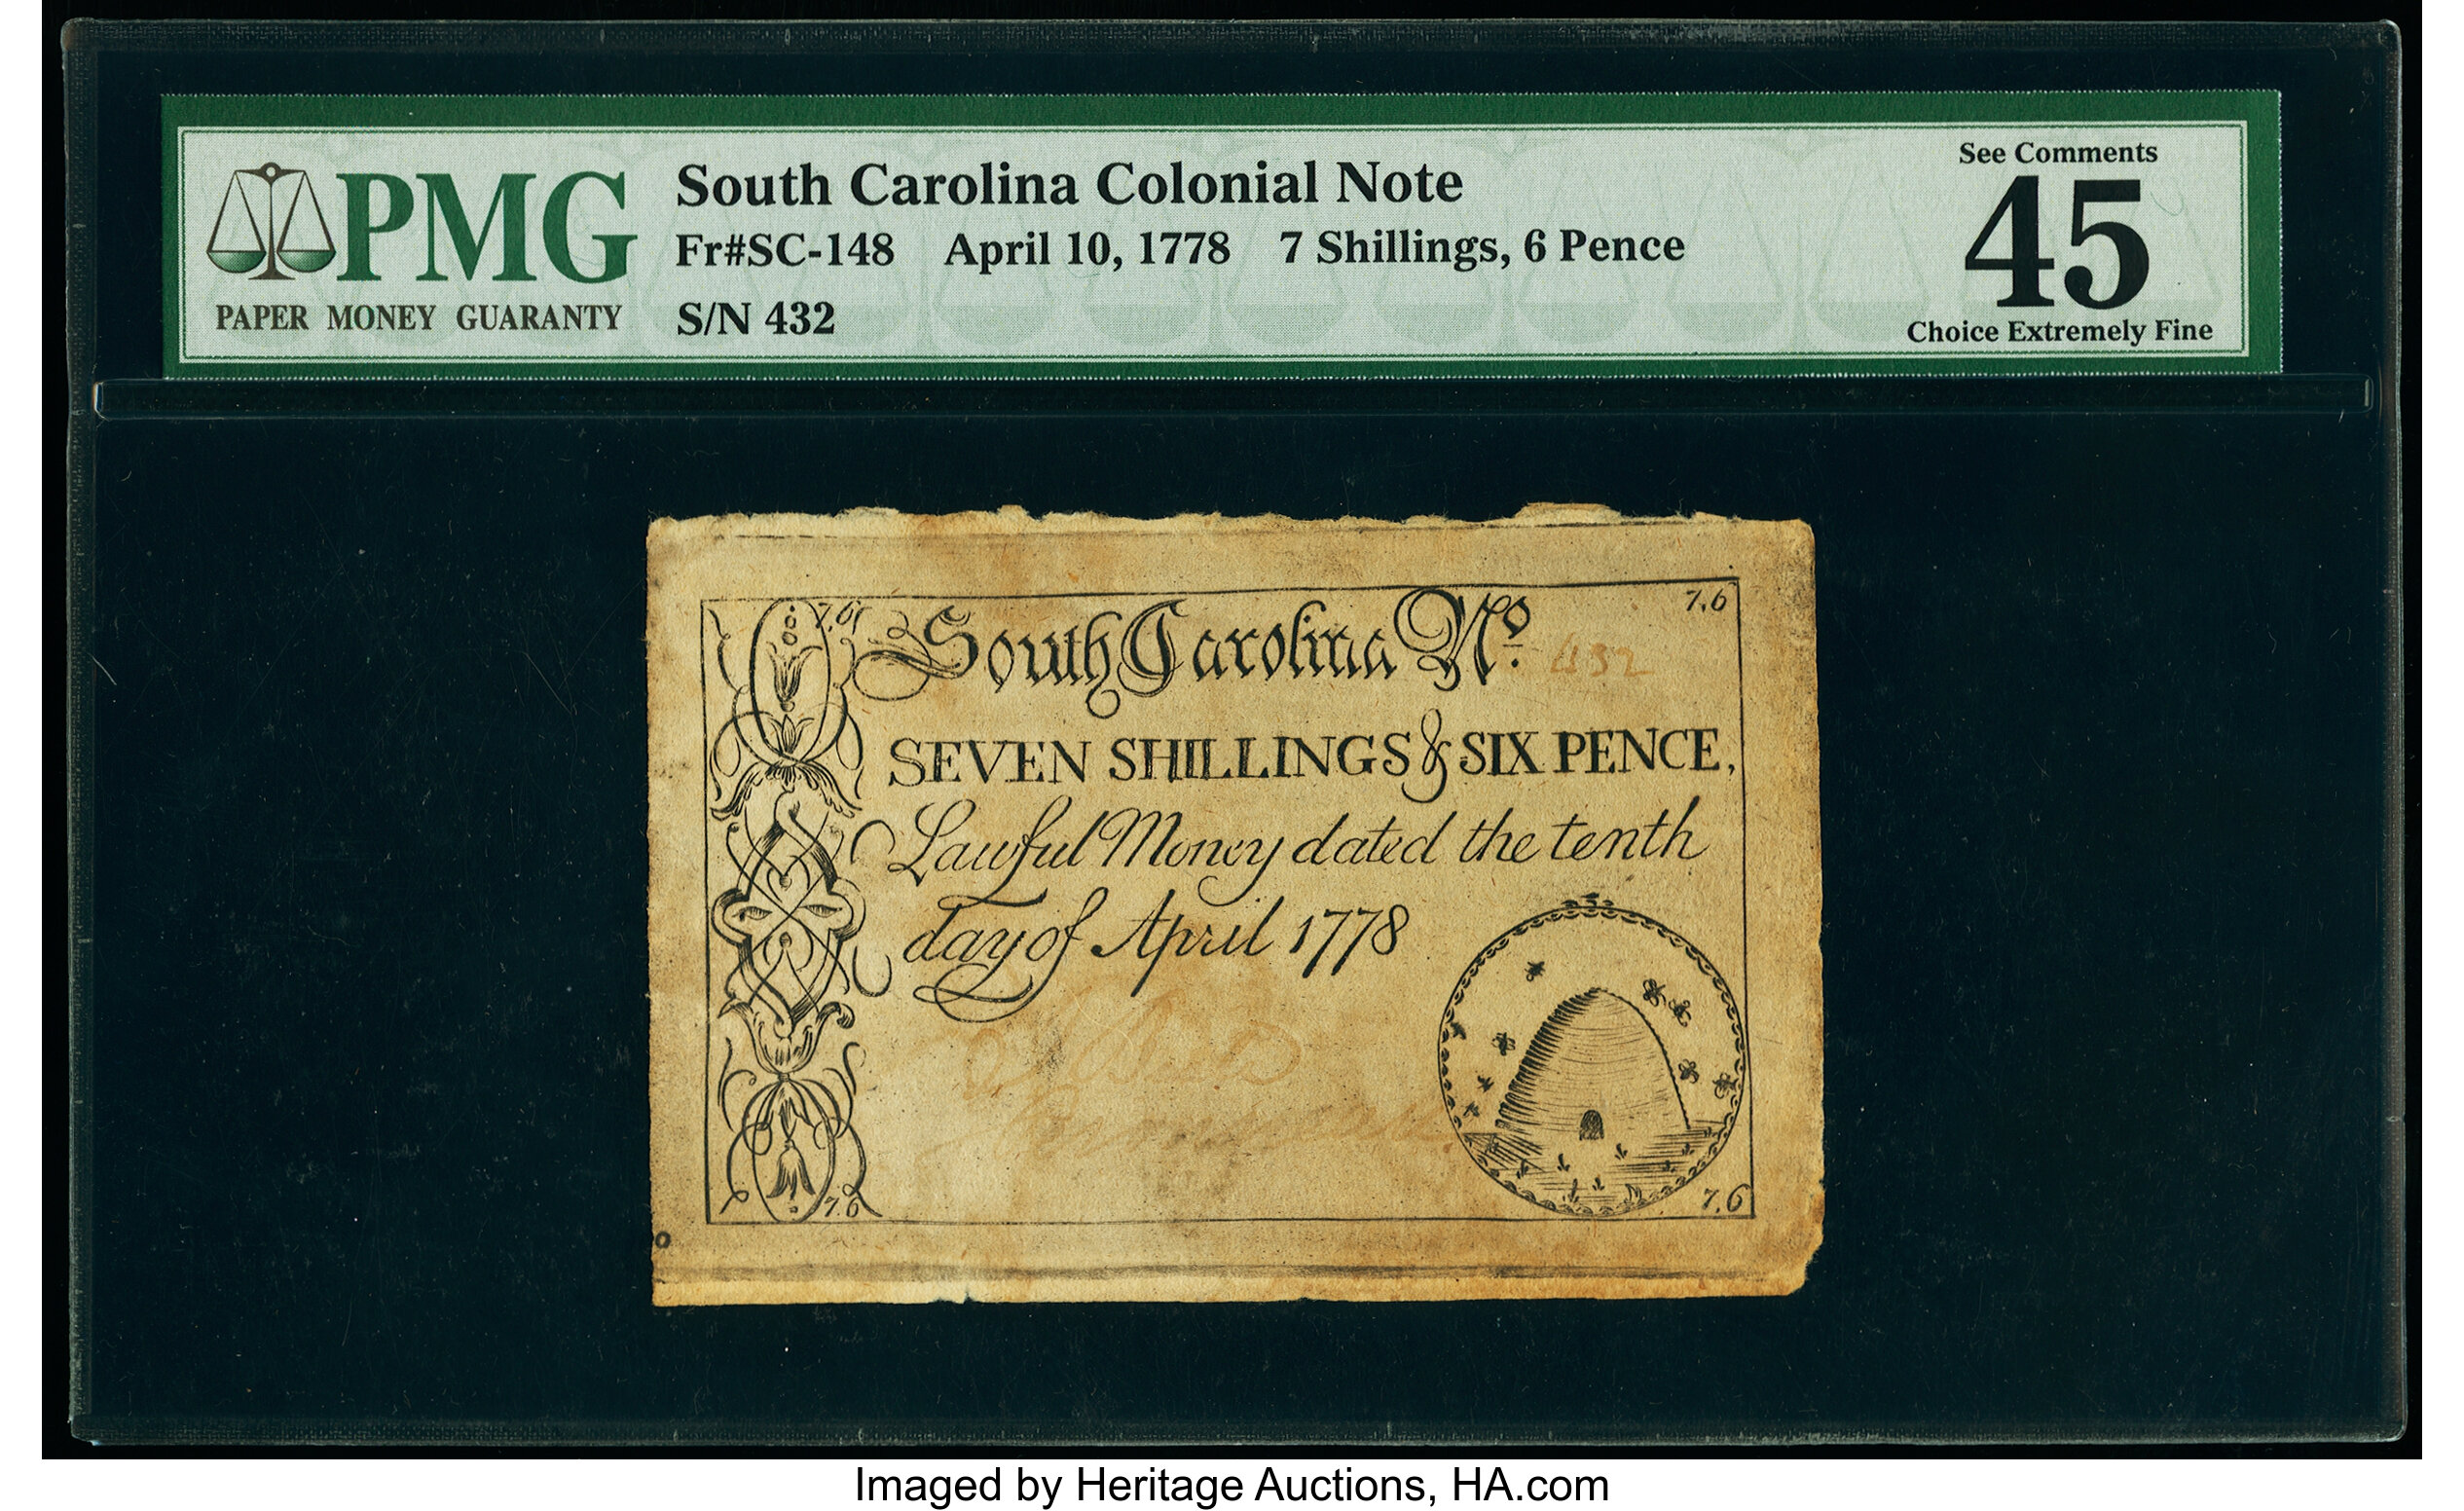 See Comments
PMG
PAPER MONEY GUARANTY
South Carolina Colonial Note
Fr#SC-148 April 10, 1778 7 Shillings, 6 Pence
S/N 432
45
Choice Extremely Fine
7,6 South Carolina No. 432 7,6
SEVEN SHILLINGS & SIX PENCE,
Lawful Money dated the tenth
day of April 1778
7.6 7,6
Imaged by Heritage Auctions, HA.com